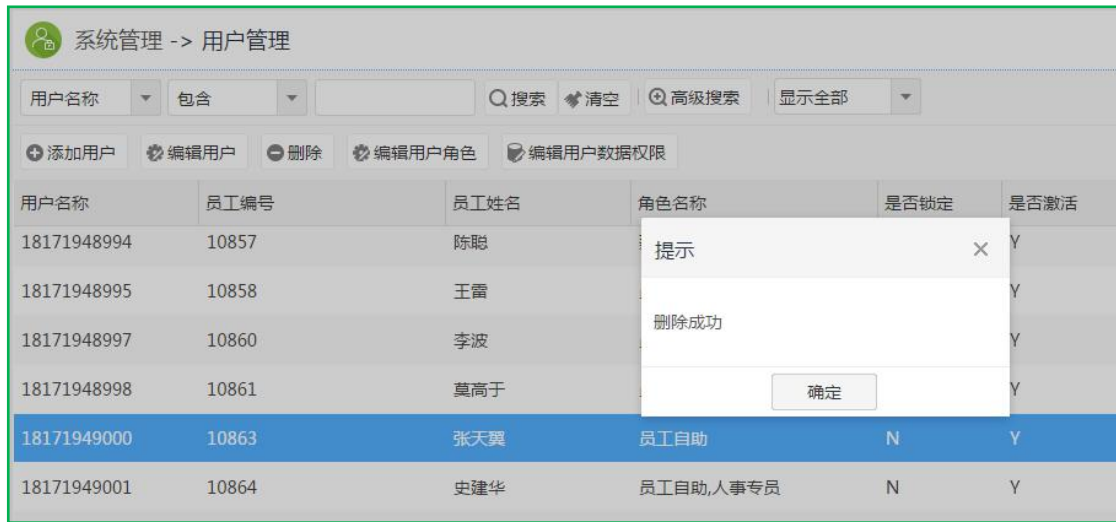 系统管理 -> 用户管理
用户名称 包含 搜索 清空 高级搜索 显示全部
添加用户 编辑用户 删除 编辑用户角色 编辑用户数据权限
用户名称 员工编号 员工姓名 角色名称 是否锁定 是否激活
18171948994 10857 陈聪 Y
提示
18171948995 10858 王雷 Y
删除成功
18171948997 10860 李波 Y
18171948998 10861 莫高于 Y
确定
18171949000 10863 张天翼 员工自助 N Y
18171949001 10864 史建华 员工自助,人事专员 N Y